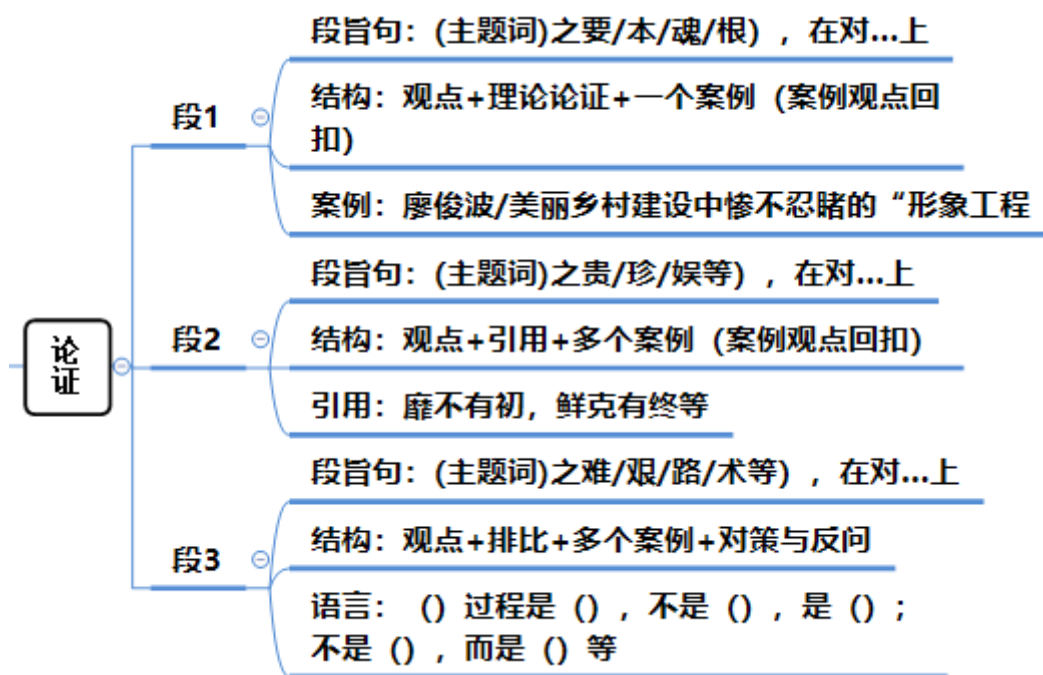 论
证
段1
段旨句：(主题词)之要/本/魂/根），在对...上
结构：观点+理论论证+一个案例（案例观点回
扣）
案例：廖俊波/美丽乡村建设中惨不忍睹的“形象工程
段2
段旨句：(主题词)之贵/珍/娱等），在对...上
结构：观点+引用+多个案例（案例观点回扣）
引用：靡不有初，鲜克有终等
段3
段旨句：(主题词)之难/艰/路/术等），在对...上
结构：观点+排比+多个案例+对策与反问
语言：（）过程是（），不是（），是（）；
不是（），而是（）等